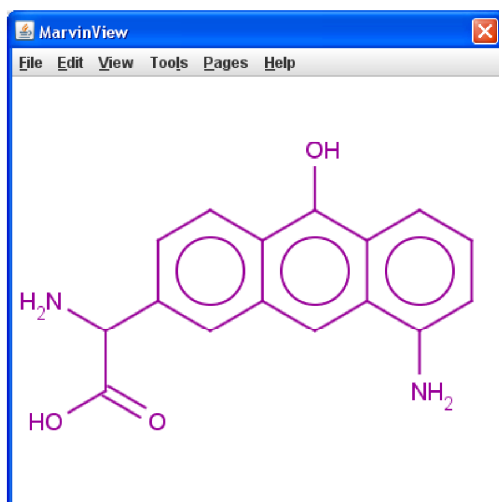 MarvinView
File Edit View Tools Pages Help
OH
H₂N
HO O
NH₂